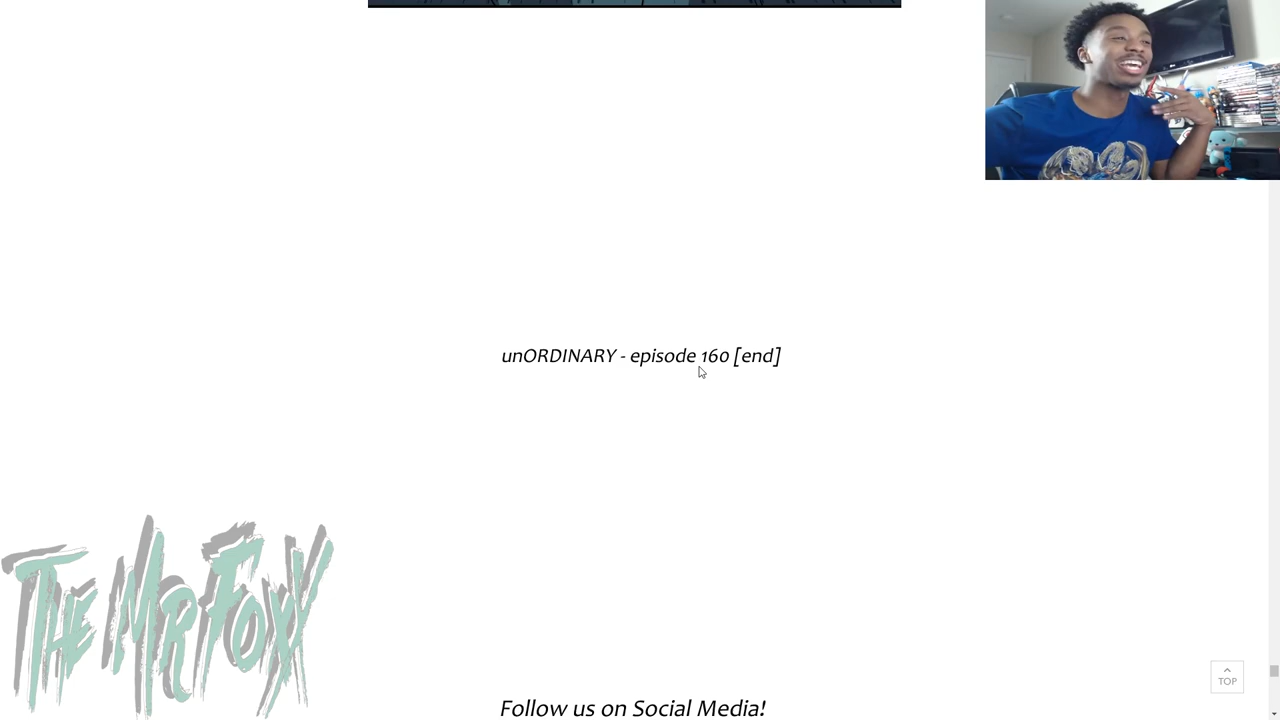 unORDINARY - episode 160 [end]
THE MR FOXX
TOP
Follow us on Social Media!